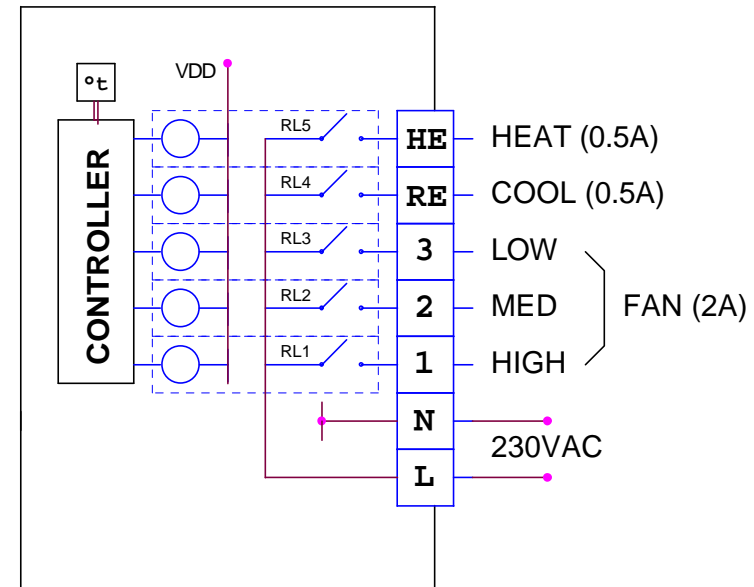 °t
VDD
CONTROLLER
RL5
HE
HEAT (0.5A)
RL4
RE
COOL (0.5A)
RL3
3
LOW
RL2
2
MED
FAN (2A)
RL1
1
HIGH
N
230VAC
L